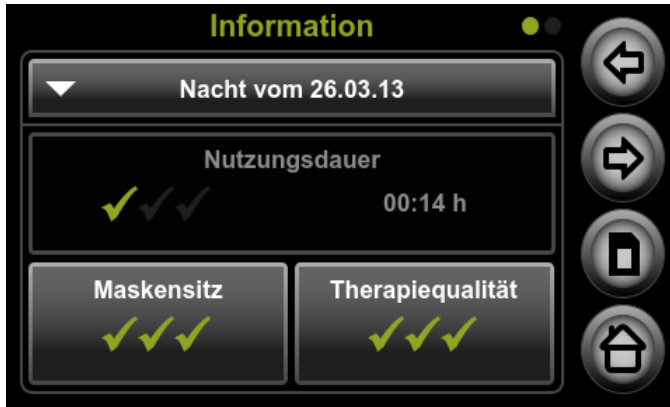 Information
Nacht vom 26.03.13
Nutzungsdauer
00:14 h
Maskensitz
Therapiequalität